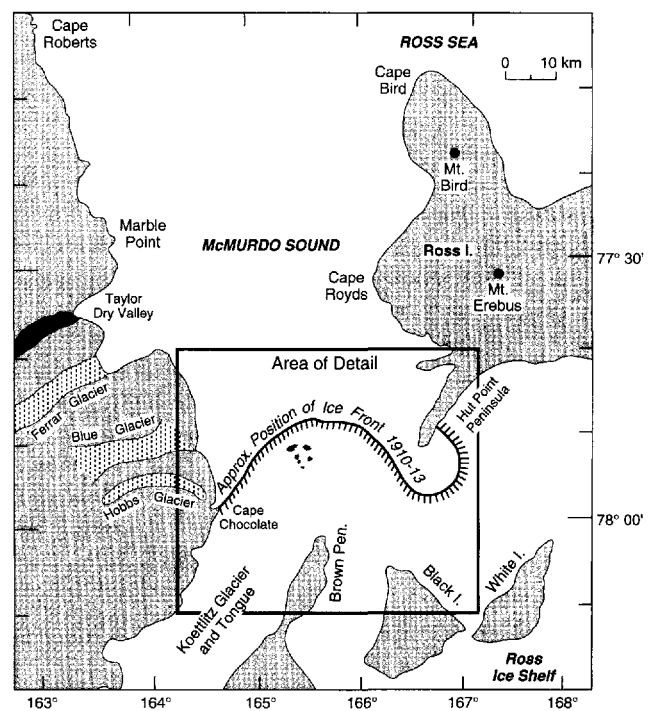 Cape
Roberts
ROSS SEA
0 10 km
Cape
Bird
Mt.
Bird
Marble
Point
McMURDO SOUND
Ross I.
77° 30'
Cape
Royds
Mt.
Erebus
Taylor
Dry Valley
Area of Detail
Ferrar Glacier
Blue Glacier
Hobbs Glacier
Approx. Position of Ice Front 1910-13
Hut Point
Peninsula
Cape
Chocolate
78° 00'
Koettlitz Glacier
and Tongue
Brown Pen.
Black I.
White I.
Ross
Ice Shelf
163° 164° 165° 166° 167° 168°